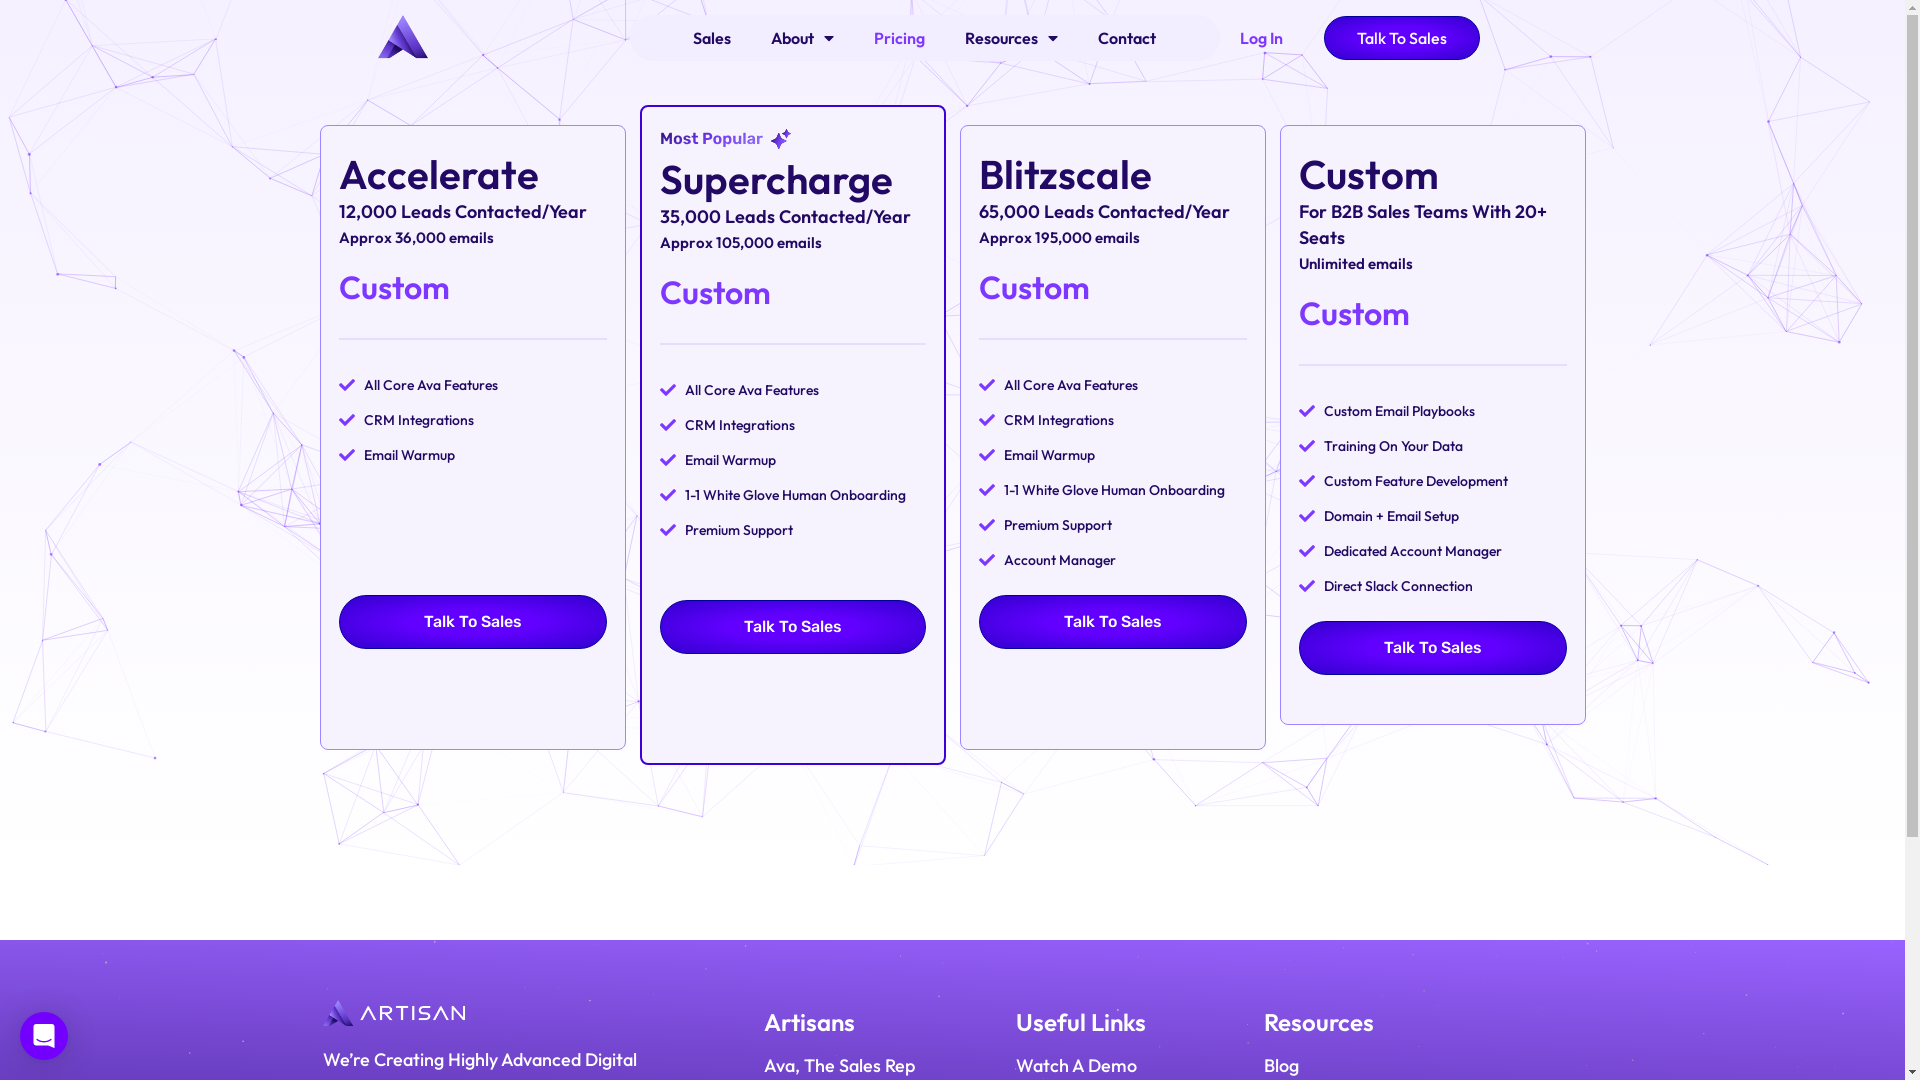 Sales
About
Pricing
Resources
Contact
Log In
Talk To Sales
Accelerate
12,000 Leads Contacted/Year
Approx 36,000 emails
Custom
All Core Ava Features
CRM Integrations
Email Warmup
Talk To Sales
Most Popular
Supercharge
35,000 Leads Contacted/Year
Approx 105,000 emails
Custom
All Core Ava Features
CRM Integrations
Email Warmup
1-1 White Glove Human Onboarding
Premium Support
Talk To Sales
Blitzscale
65,000 Leads Contacted/Year
Approx 195,000 emails
Custom
All Core Ava Features
CRM Integrations
Email Warmup
1-1 White Glove Human Onboarding
Premium Support
Account Manager
Talk To Sales
Custom
For B2B Sales Teams With 20+
Seats
Unlimited emails
Custom
Custom Email Playbooks
Training On Your Data
Custom Feature Development
Domain + Email Setup
Dedicated Account Manager
Direct Slack Connection
Talk To Sales
ARTISAN
We’re Creating Highly Advanced Digital
Artisans
Ava, The Sales Rep
Useful Links
Watch A Demo
Resources
Blog